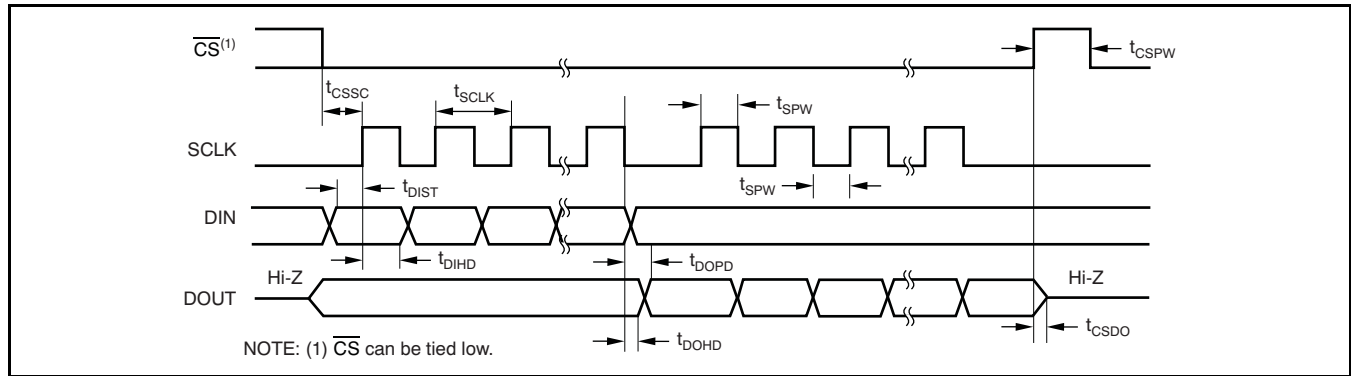 CS(1)
tCSPW
tCSSC
tSCLK
tSPW
SCLK
tDIST
tSPW
DIN
tDIHD
tDOPD
Hi-Z
Hi-Z
DOUT
tCSDO
tDOHD
NOTE: (1) CS can be tied low.